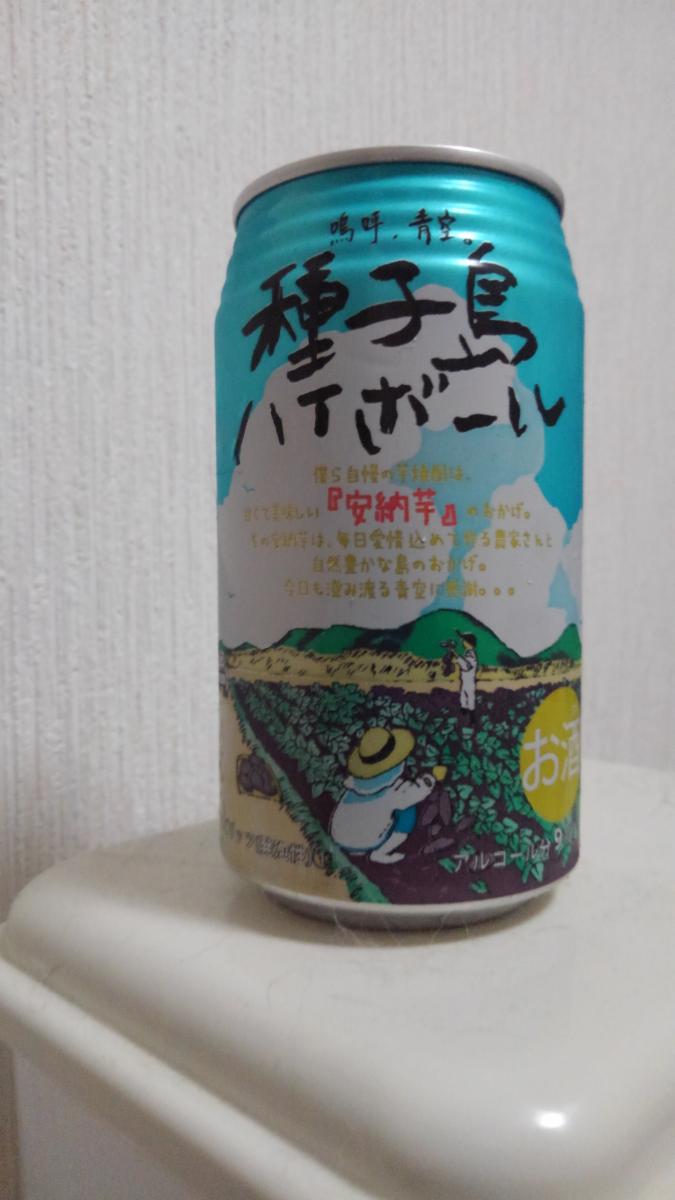 嗚呼、青空。
種子島
ハイボール
僕ら自慢の芋焼酎は、
甘くて美味しい『安納芋』のおかげ。
その安納芋は、毎日愛情込めて作る農家さんと
自然豊かな島のおかげ。
今日も澄み渡る青空に感謝。。。
お酒
アルコール分9